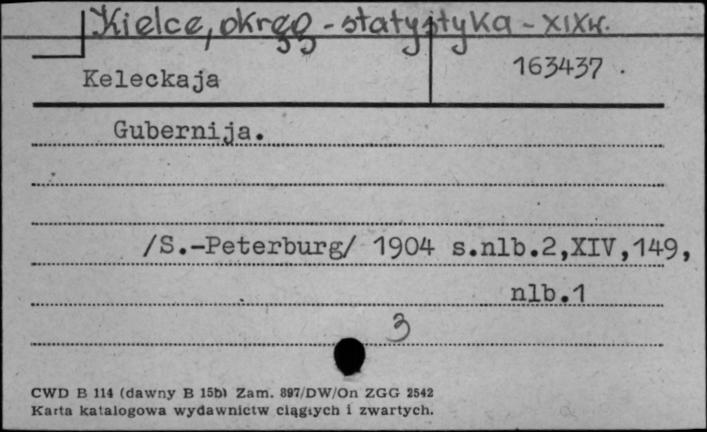 Kielce, okręg - statystyka - XIX w.
Keleckaja 163437.
Gubernija.
/S.-Peterburg/ 1904 s.nlb.2,XIV,149,
nlb.1
3
CWD B 114 (dawny B 15b) Zam. 897/DW/On ZGG 2542
Karta katalogowa wydawnictw ciągłych i zwartych.